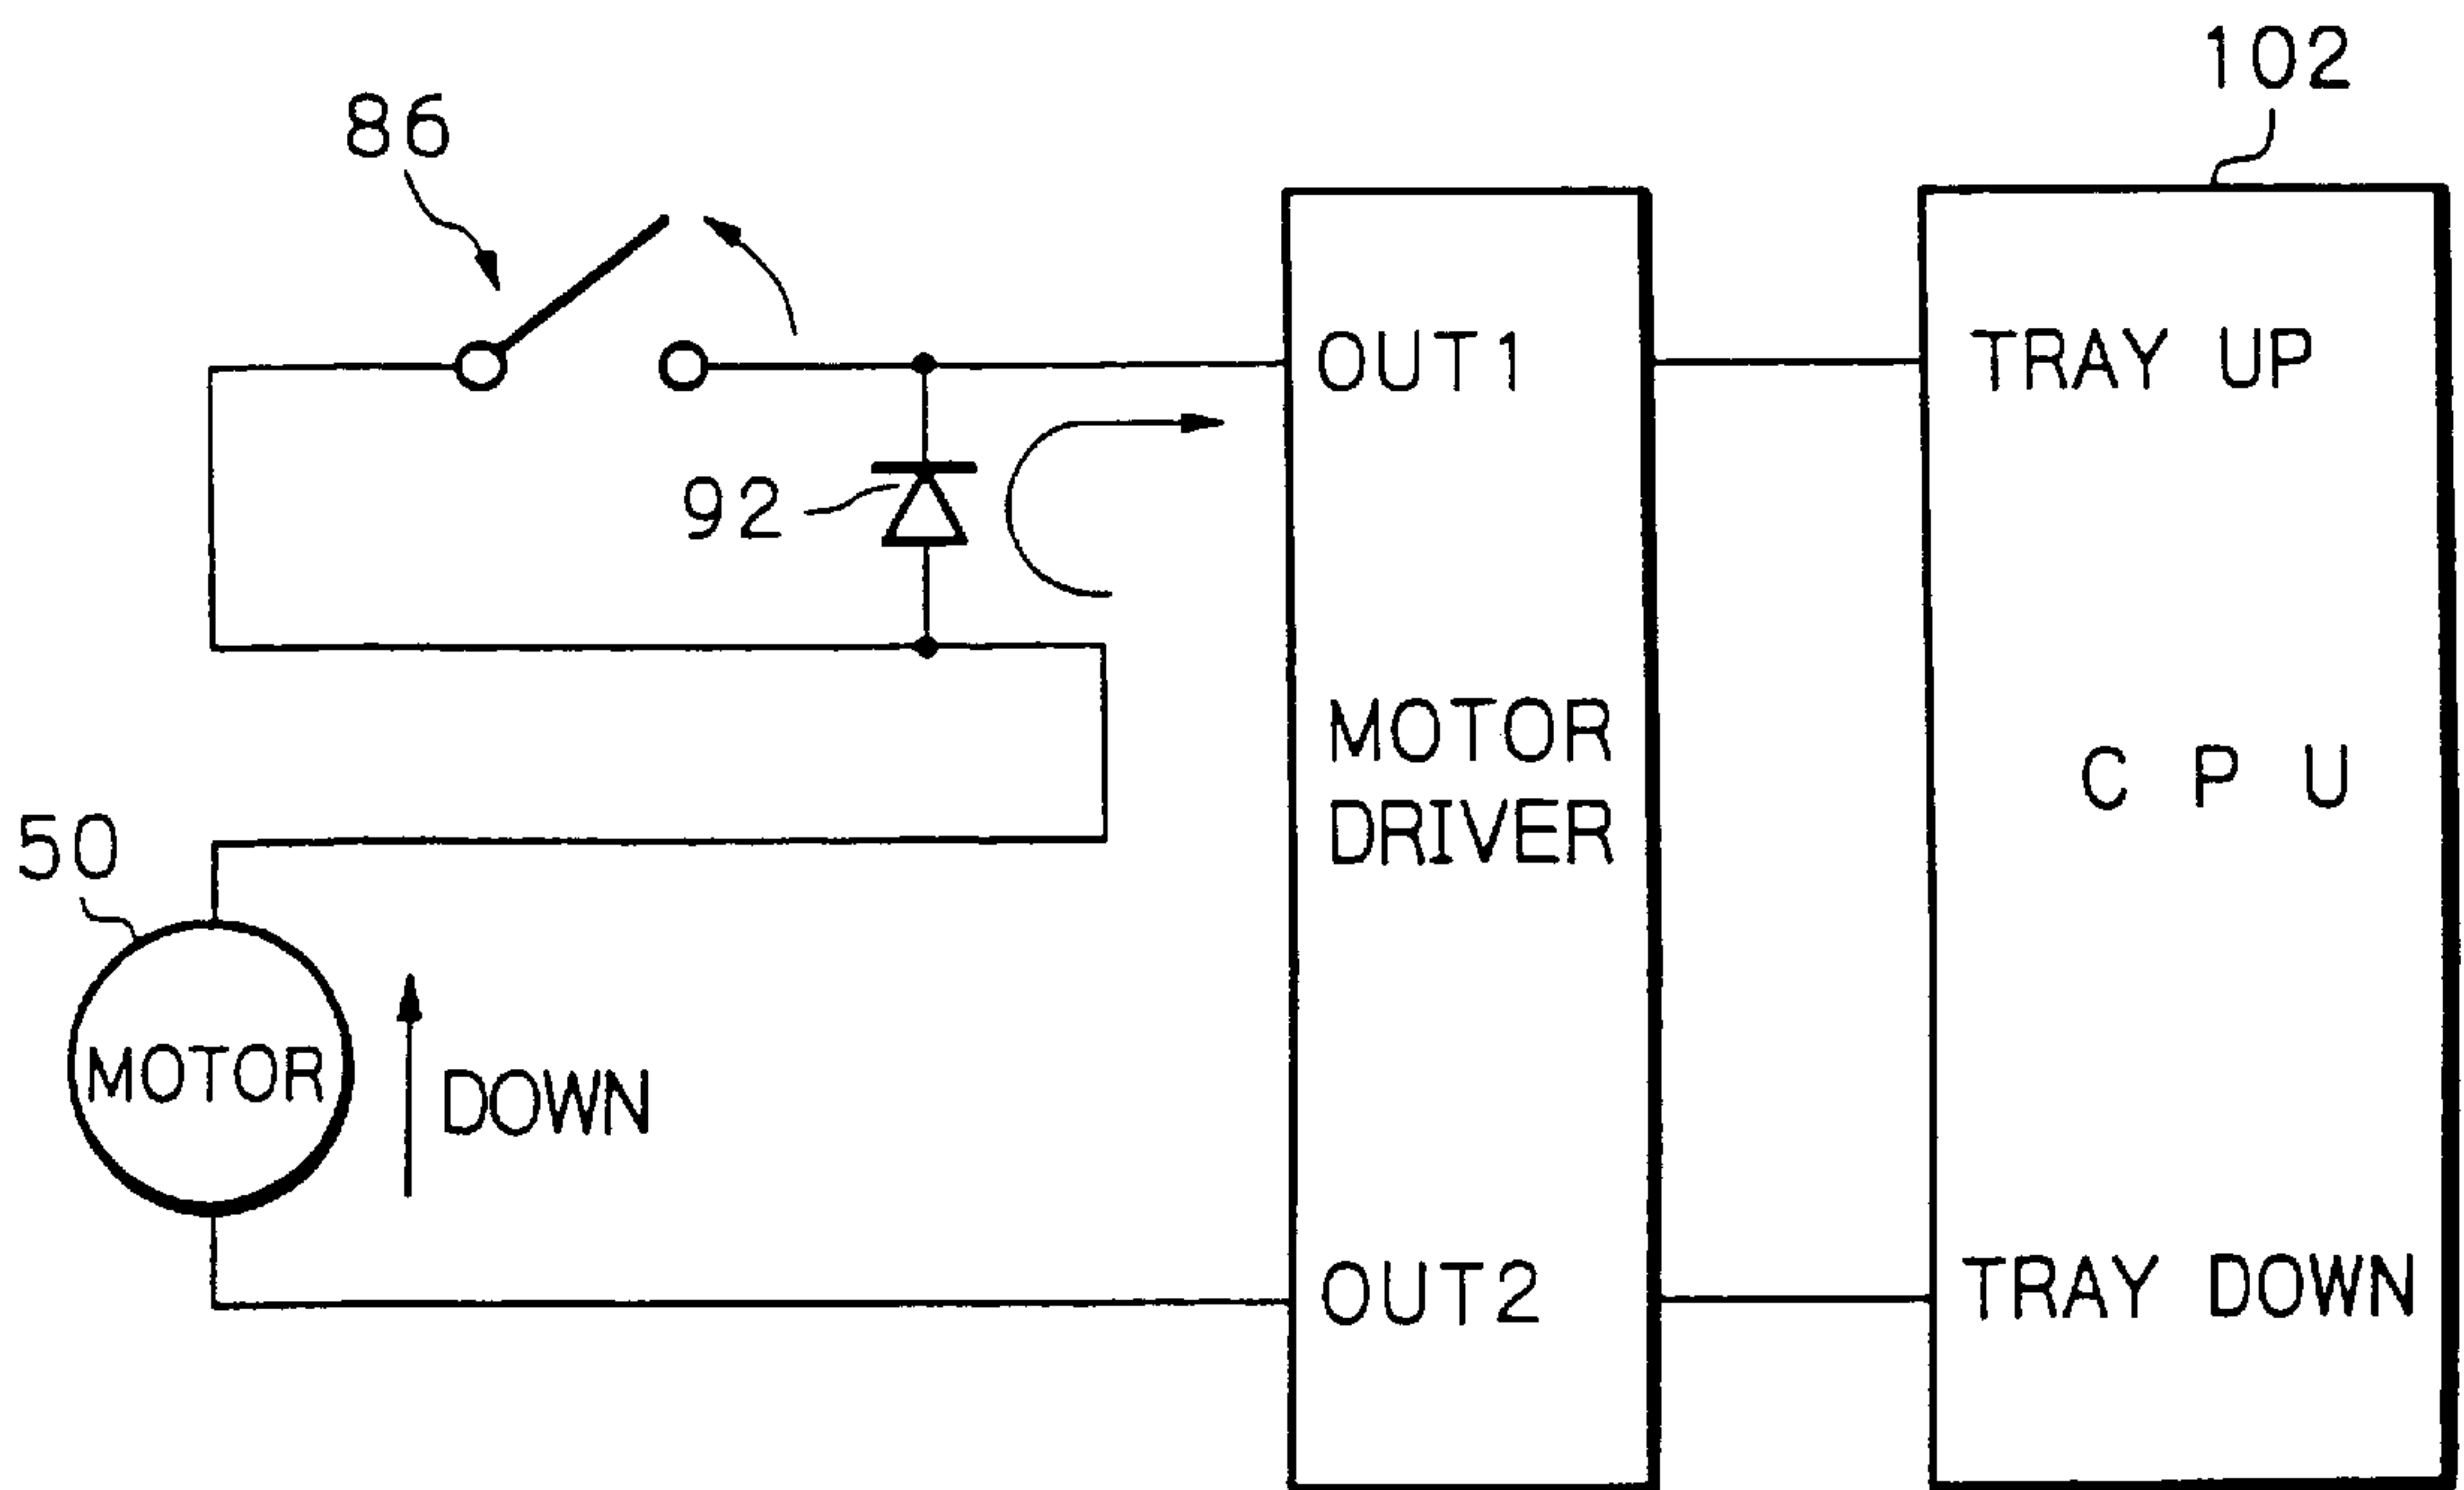 102
86
OUT1
TRAY UP
92
MOTOR
DRIVER
C P U
50
MOTOR
DOWN
OUT2
TRAY DOWN